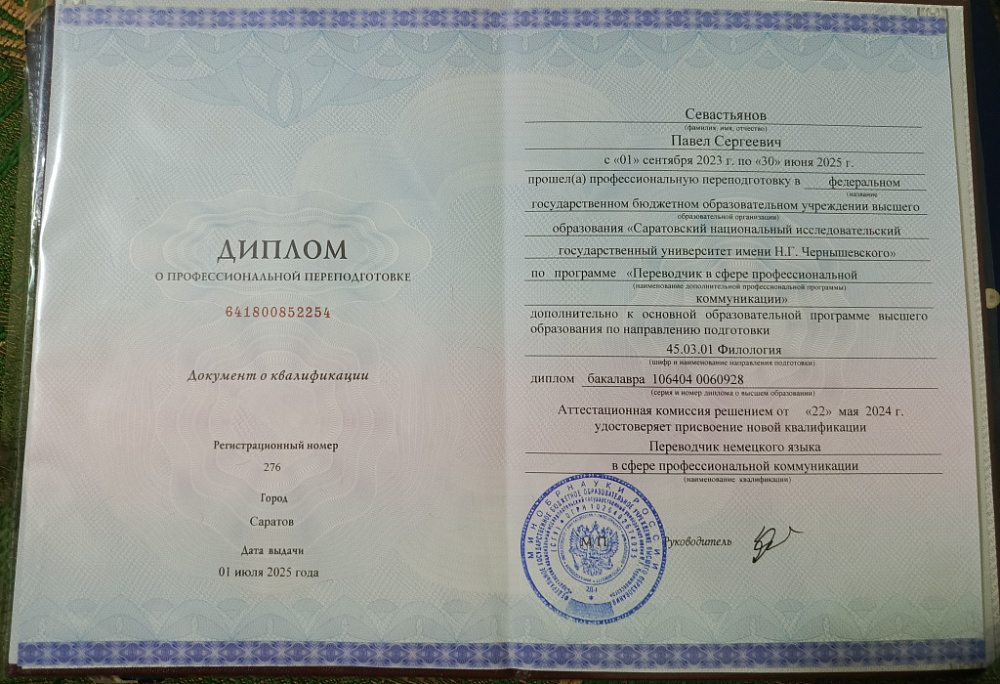 ДИПЛОМ
О ПРОФЕССИОНАЛЬНОЙ ПЕРЕПОДГОТОВКЕ
641800852254
Документ о квалификации
Регистрационный номер
276
Город
Саратов
Дата выдачи
01 июля 2025 года
Севастьянов
(фамилия, имя, отчество)
Павел Сергеевич
с «01» сентября 2023 г. по «30» июня 2025 г.
прошел(а) профессиональную переподготовку в федеральном
(название)
государственном бюджетном образовательном учреждении высшего
образовательной организации)
образования «Саратовский национальный исследовательский
государственный университет имени Н.Г. Чернышевского»
по программе «Переводчик в сфере профессиональной
(наименование дополнительной профессиональной программы)
коммуникации»
дополнительно к основной образовательной программе высшего
образования по направлению подготовки
45.03.01 Филология
(шифр и наименование направления подготовки)
диплом бакалавра 106404 0060928
(серия и номер диплома о высшем образовании)
Аттестационная комиссия решением от «22» мая 2024 г.
удостоверяет присвоение новой квалификации
Переводчик немецкого языка
в сфере профессиональной коммуникации
(наименование квалификации)
МИНОБРНАУКИ РОССИИ
М.П.
Руководитель